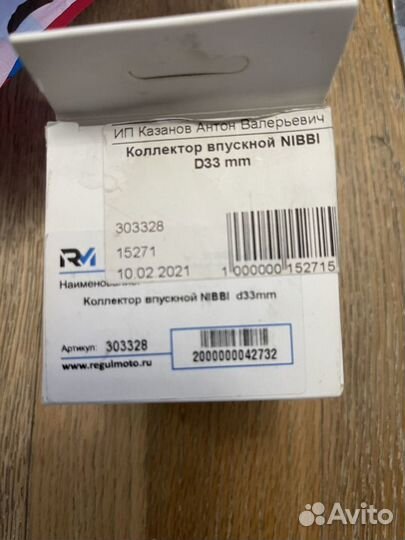 ИП Казанов Антон Валерьевич
Коллектор впускной NIBBI
D33 mm
303328
15271
10.02.2021
1 000000 152715
RM
Наименование:
Коллектор впускной NIBBI d33mm
Артикул: 303328
www.regulmoto.ru
2000000042732
Avito